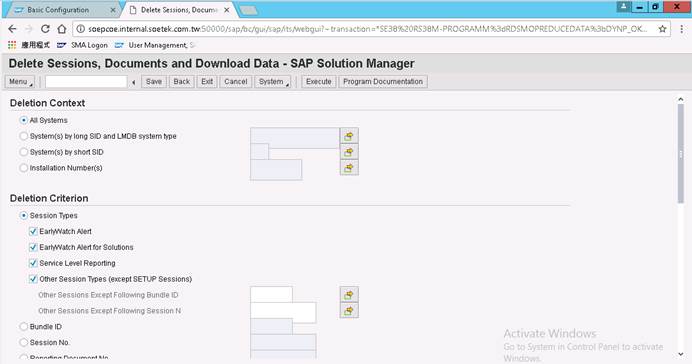 Basic Configuration
Delete Sessions, Docume
soepcoe.internal.soetek.com.tw:50000/sap/bc/gui/sap/its/webgui?~transaction=*SE38%20RS38M-PROGRAMM%3dRDSMOPREDUCEDATA%3bDYNP_OK...
應用程式 SMA Logon User Management, S
Delete Sessions, Documents and Download Data - SAP Solution Manager
Menu Save Back Exit Cancel System Execute Program Documentation
Deletion Context
All Systems
System(s) by long SID and LMDB system type
System(s) by short SID
Installation Number(s)
Deletion Criterion
Session Types
EarlyWatch Alert
EarlyWatch Alert for Solutions
Service Level Reporting
Other Session Types (except SETUP Sessions)
Other Sessions Except Following Bundle ID
Other Sessions Except Following Session N
Bundle ID
Session No.
Reporting Document No.
Activate Windows
Go to System in Control Panel to activate
Windows.